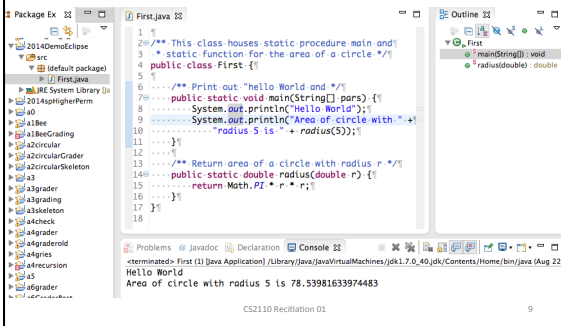 Package Ex
2014DemoEclipse
src
(default package)
First.java
JRE System Library [Ja
2014spHigherPerm
a0
a1Bee
a1BeeGrading
a2circular
a2circularGrader
a2circularSkeleton
a3
a3grader
a3grading
a3skeleton
a4check
a4grader
a4graderold
a4gries
a4recursion
a5
a6grader
First.java
1
2 /** This class houses static procedure main and
3 * static function for the area of a circle */
4 public class First {
5
6 /** Print out "hello World and */
7 public static void main(String[] pars) {
8 System.out.println("Hello World");
9 System.out.println("Area of circle with " +
10 "radius 5 is " + radius(5));
11 }
12
13 /** Return area of a circle with radius r */
14 public static double radius(double r) {
15 return Math.PI * r * r;
16 }
17 }
18
Outline
First
main(String[]) : void
radius(double) : double
Problems @ Javadoc Declaration Console
<terminated> First (1) [Java Application] /Library/Java/JavaVirtualMachines/jdk1.7.0_40.jdk/Contents/Home/bin/java (Aug 22
Hello World
Area of circle with radius 5 is 78.53981633974483
CS2110 Recitiation 01
9